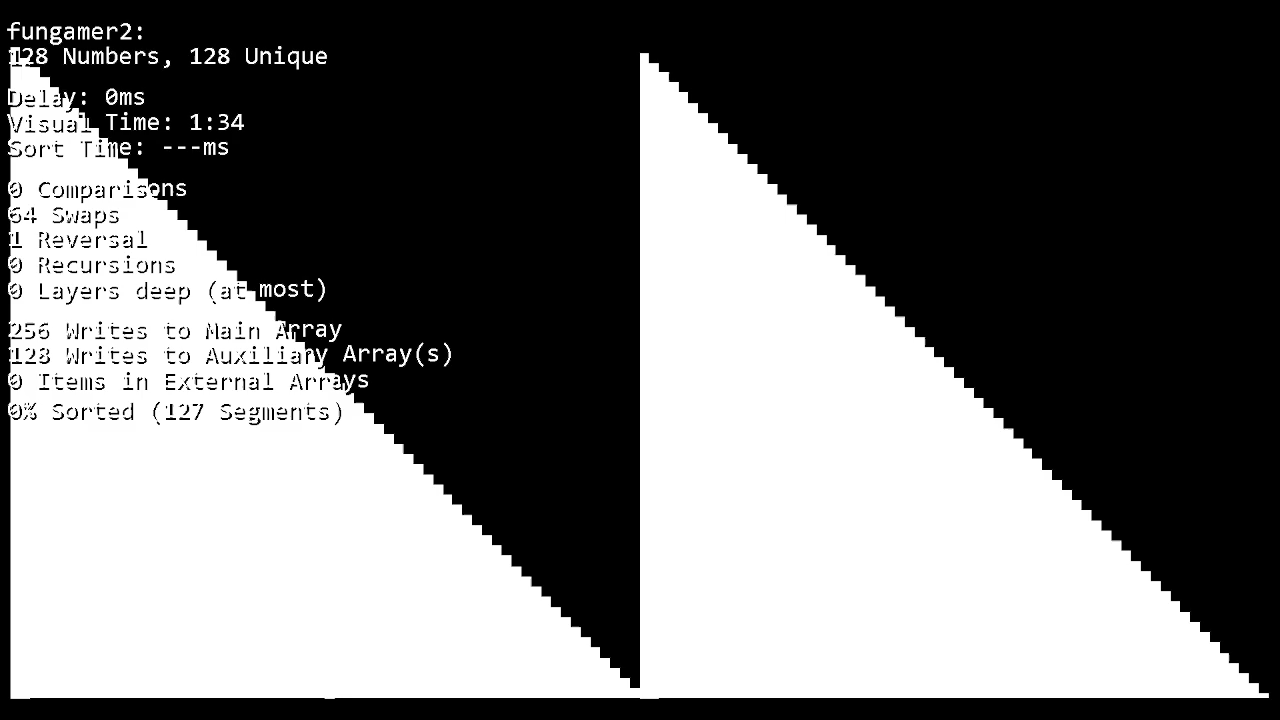 fungamer2:
128 Numbers, 128 Unique
Delay: 0ms
Visual Time: 1:34
Sort Time: ---ms
0 Comparisons
64 Swaps
1 Reversal
0 Recursions
0 Layers deep (at most)
256 Writes to Main Array
128 Writes to Auxiliary Array(s)
0 Items in External Arrays
0% Sorted (127 Segments)